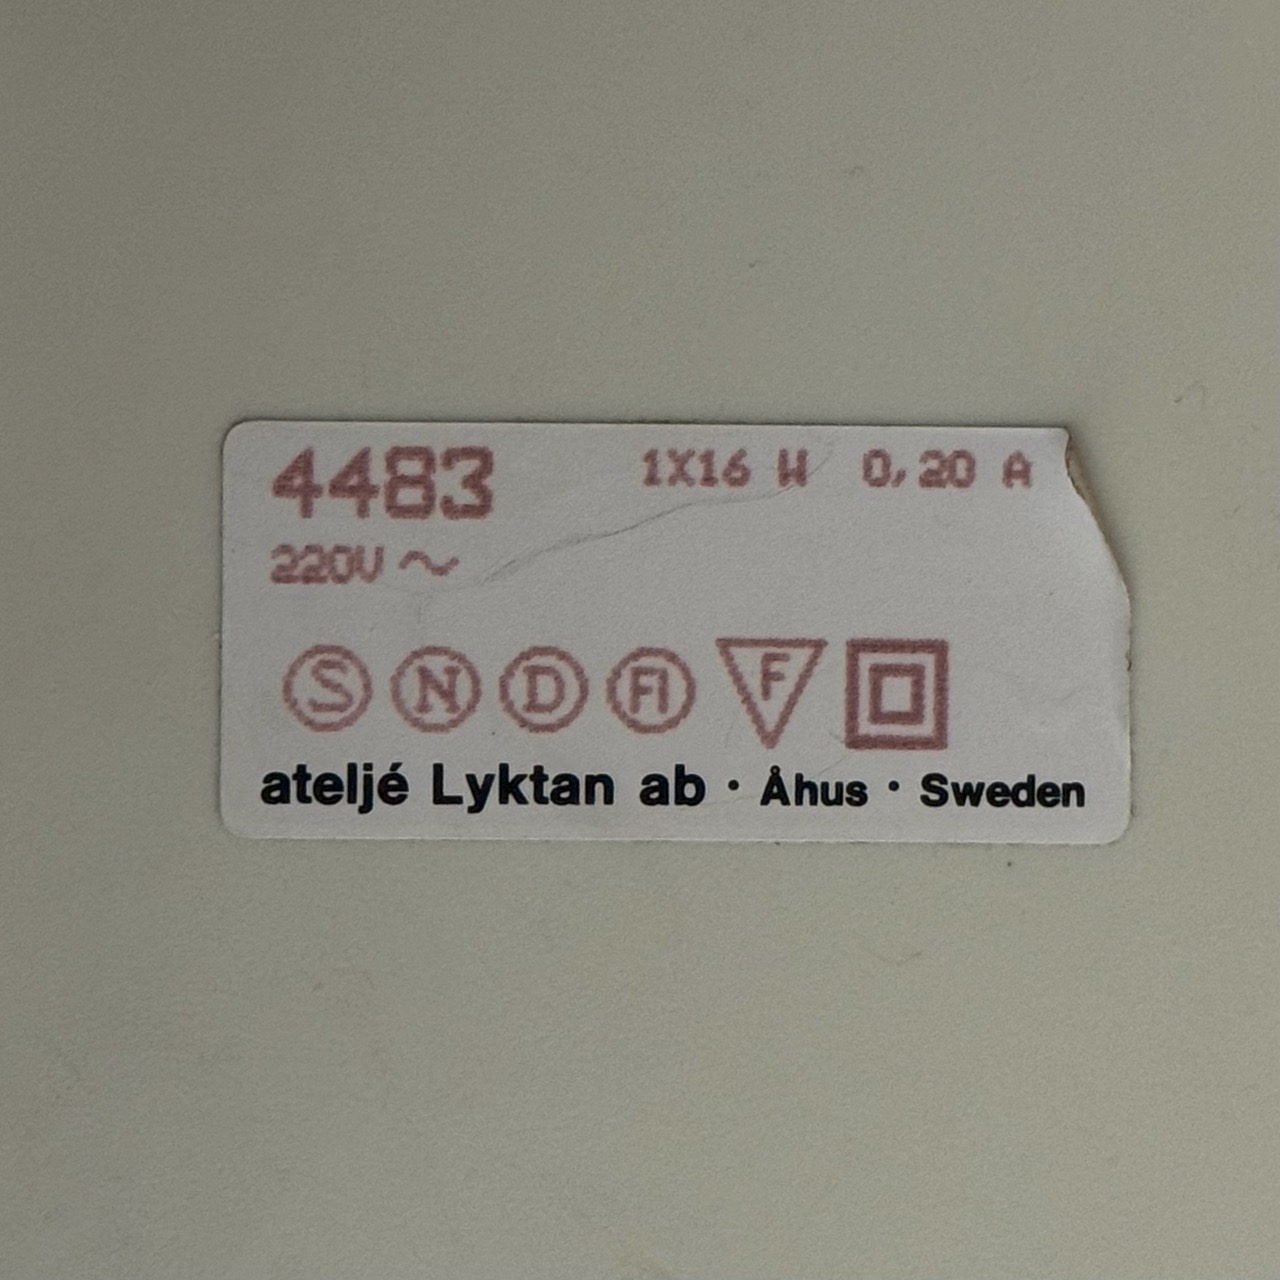 4483 1X16 W 0,20 A
220V ~
S N D FI F
ateljé Lyktan ab · Åhus · Sweden